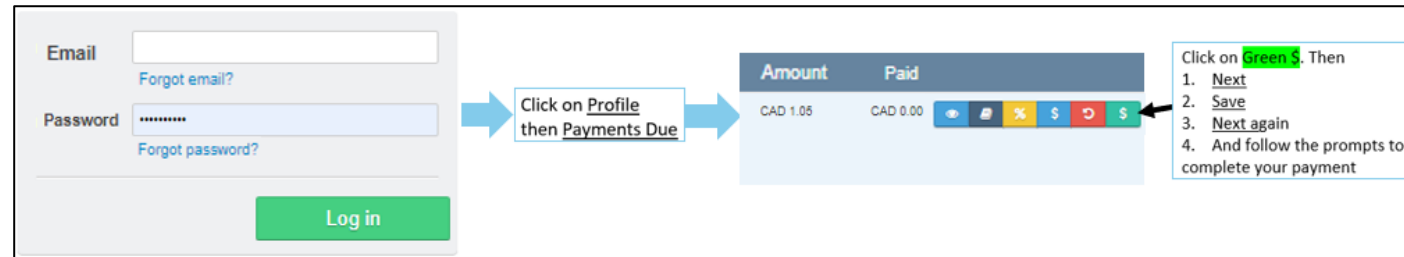 Email
Forgot email?
Password
••••••••••
Forgot password?
Log in
Click on Profile
then Payments Due
Amount Paid
CAD 1.05 CAD 0.00 % $ $
Click on Green $. Then
1. Next
2. Save
3. Next again
4. And follow the prompts to
complete your payment